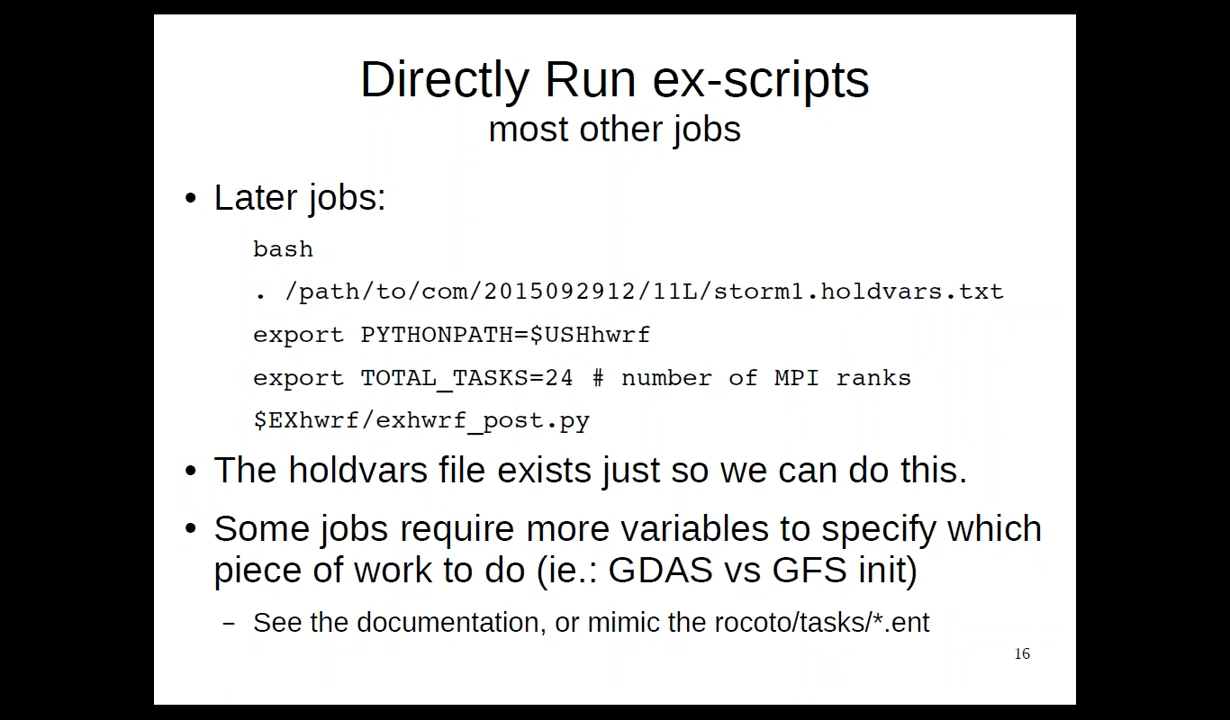 Directly Run ex-scripts
most other jobs
• Later jobs:
bash
. /path/to/com/2015092912/11L/storm1.holdvars.txt
export PYTHONPATH=$USHhwrf
export TOTAL_TASKS=24 # number of MPI ranks
$EXhwrf/exhwrf_post.py
• The holdvars file exists just so we can do this.
• Some jobs require more variables to specify which
piece of work to do (ie.: GDAS vs GFS init)
– See the documentation, or mimic the rocoto/tasks/*.ent
16